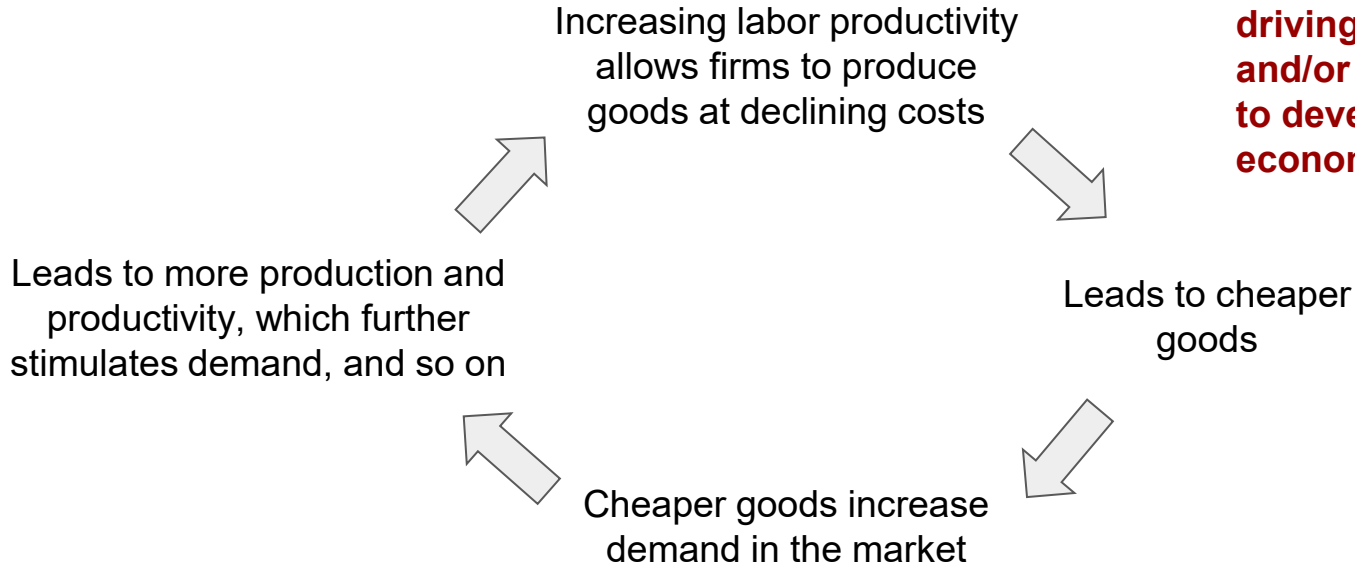 Increasing labor productivity
allows firms to produce
goods at declining costs
driving
and/or
to deve
econor
Leads to cheaper
goods
Cheaper goods increase
demand in the market
Leads to more production and
productivity, which further
stimulates demand, and so on